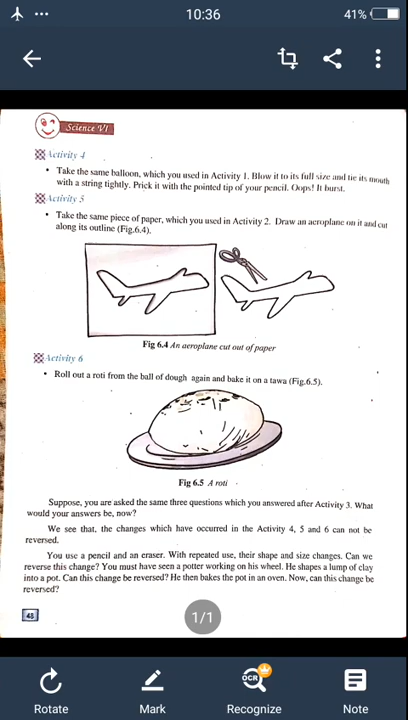 10:36
41%
Science VI
Activity 4
• Take the same balloon, which you used in Activity 1. Blow it to its full size and tie its mouth
with a string tightly. Prick it with the pointed tip of your pencil. Oops! It burst.
Activity 5
• Take the same piece of paper, which you used in Activity 2. Draw an aeroplane on it and cut
along its outline (Fig.6.4).
Fig 6.4 An aeroplane cut out of paper
Activity 6
• Roll out a roti from the ball of dough again and bake it on a tawa (Fig.6.5).
Fig 6.5 A roti
Suppose, you are asked the same three questions which you answered after Activity 3. What
would your answers be, now?
We see that, the changes which have occurred in the Activity 4, 5 and 6 can not be
reversed.
You use a pencil and an eraser. With repeated use, their shape and size changes. Can we
reverse this change? You must have seen a potter working on his wheel. He shapes a lump of clay
into a pot. Can this change be reversed? He then bakes the pot in an oven. Now, can this change be
reversed?
48
1/1
OCR
Rotate
Mark
Recognize
Note